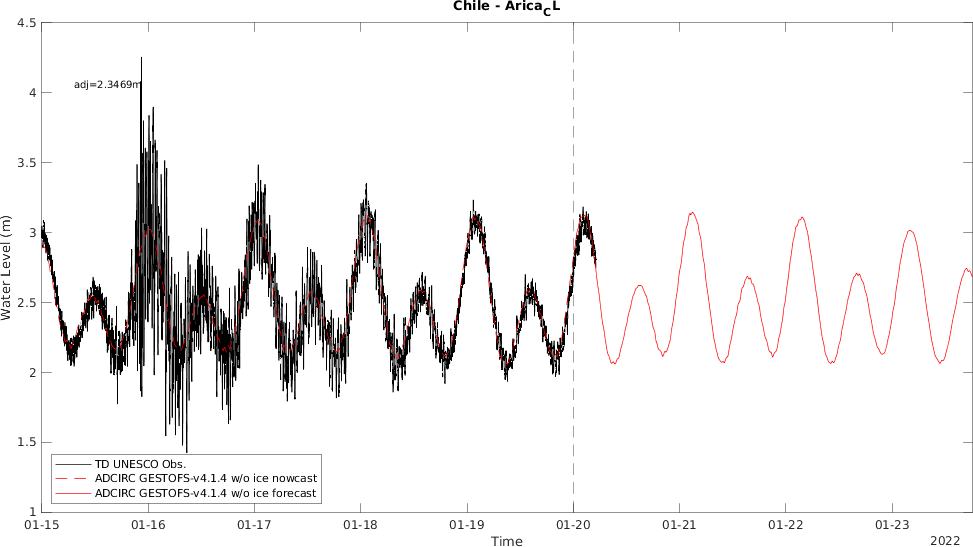 Chile - Arica_CL
4.5
4
3.5
3
2.5
2
1.5
1
Water Level (m)
adj=2.3469m
TD UNESCO Obs.
ADCIRC GESTOFS-v4.1.4 w/o ice nowcast
ADCIRC GESTOFS-v4.1.4 w/o ice forecast
01-15 01-16 01-17 01-18 01-19 01-20 01-21 01-22 01-23
Time
2022